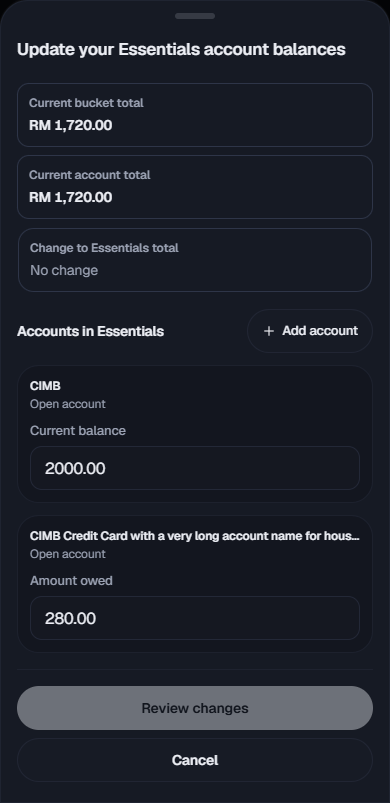 Update your Essentials account balances
Current bucket total
RM 1,720.00
Current account total
RM 1,720.00
Change to Essentials total
No change
Accounts in Essentials
+ Add account
CIMB
Open account
Current balance
2000.00
CIMB Credit Card with a very long account name for hous...
Open account
Amount owed
280.00
Review changes
Cancel